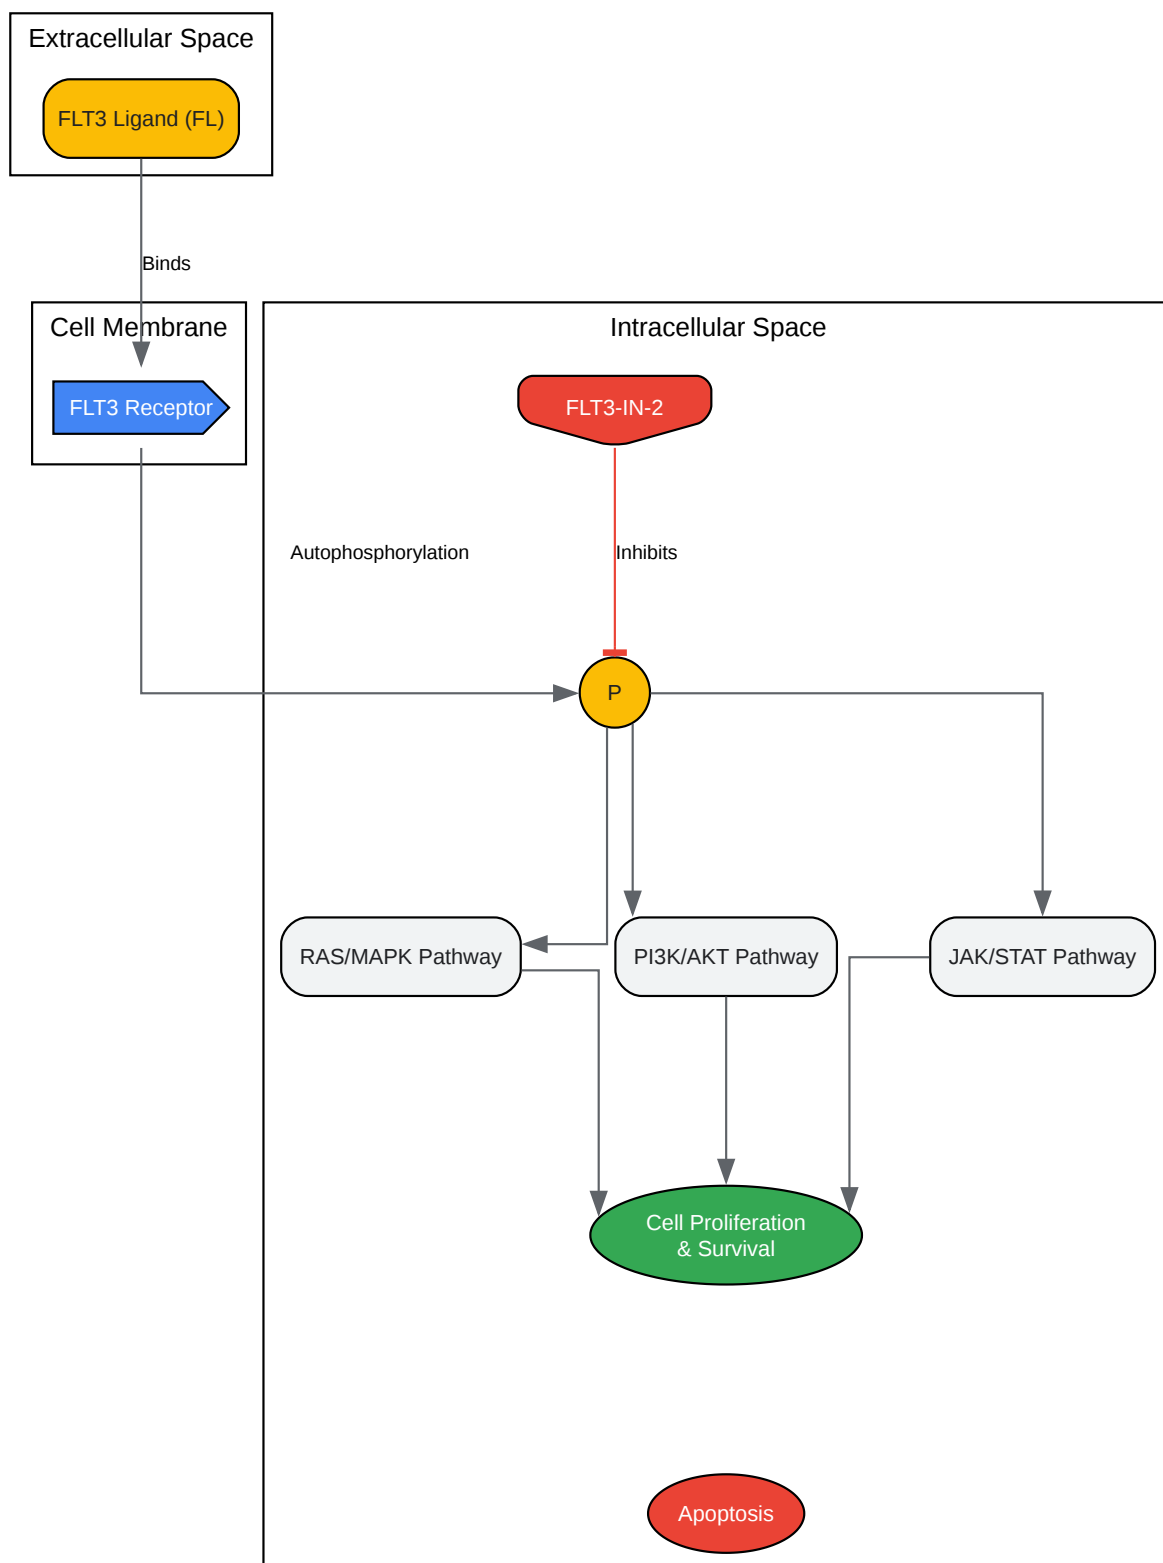 Extracellular Space
FLT3 Ligand (FL)
Binds
Cell Membrane
FLT3 Receptor
Intracellular Space
FLT3-IN-2
Autophosphorylation
Inhibits
P
RAS/MAPK Pathway
PI3K/AKT Pathway
JAK/STAT Pathway
Cell Proliferation
& Survival
Apoptosis